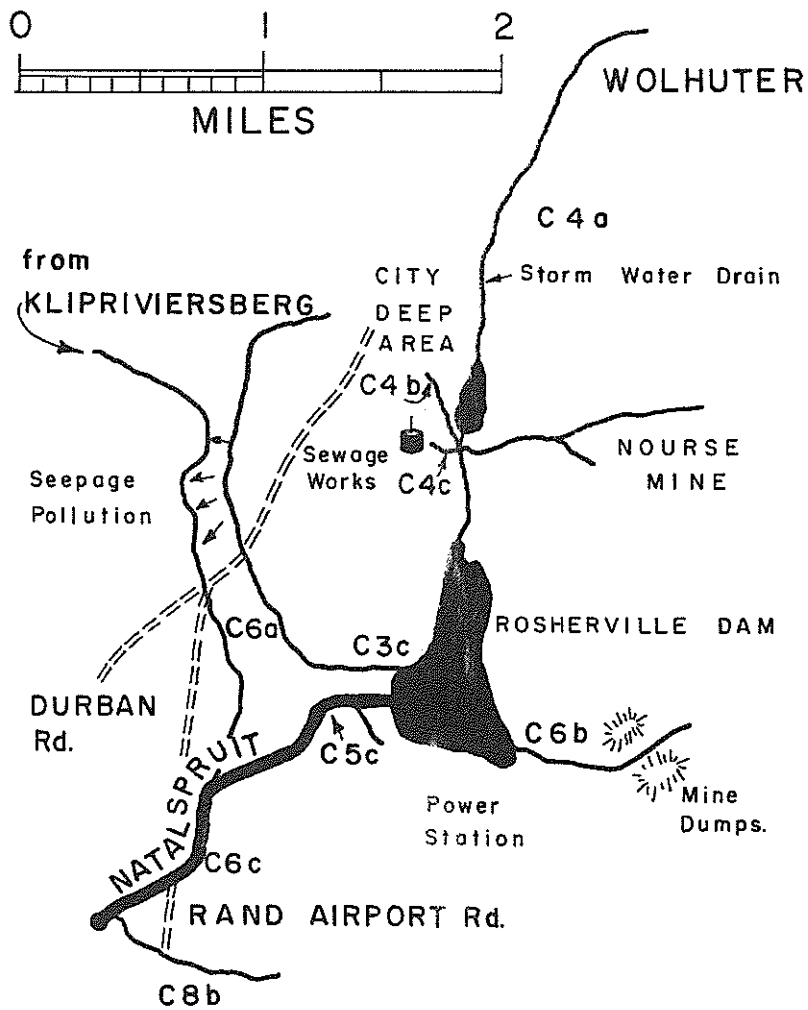 0 1 2
MILES
WOLHUTER
C4a
Storm Water Drain
from
KLIPRIVIERSBERG
CITY
DEEP
AREA
C4b
Sewage
Works
C4c
NOURSE
MINE
Seepage
Pollution
C6a
C3c
ROSHERVILLE DAM
DURBAN
Rd.
C5c
C6b
Mine
Dumps.
Power
Station
NATALSPRUIT
C6c
RAND AIRPORT Rd.
C8b